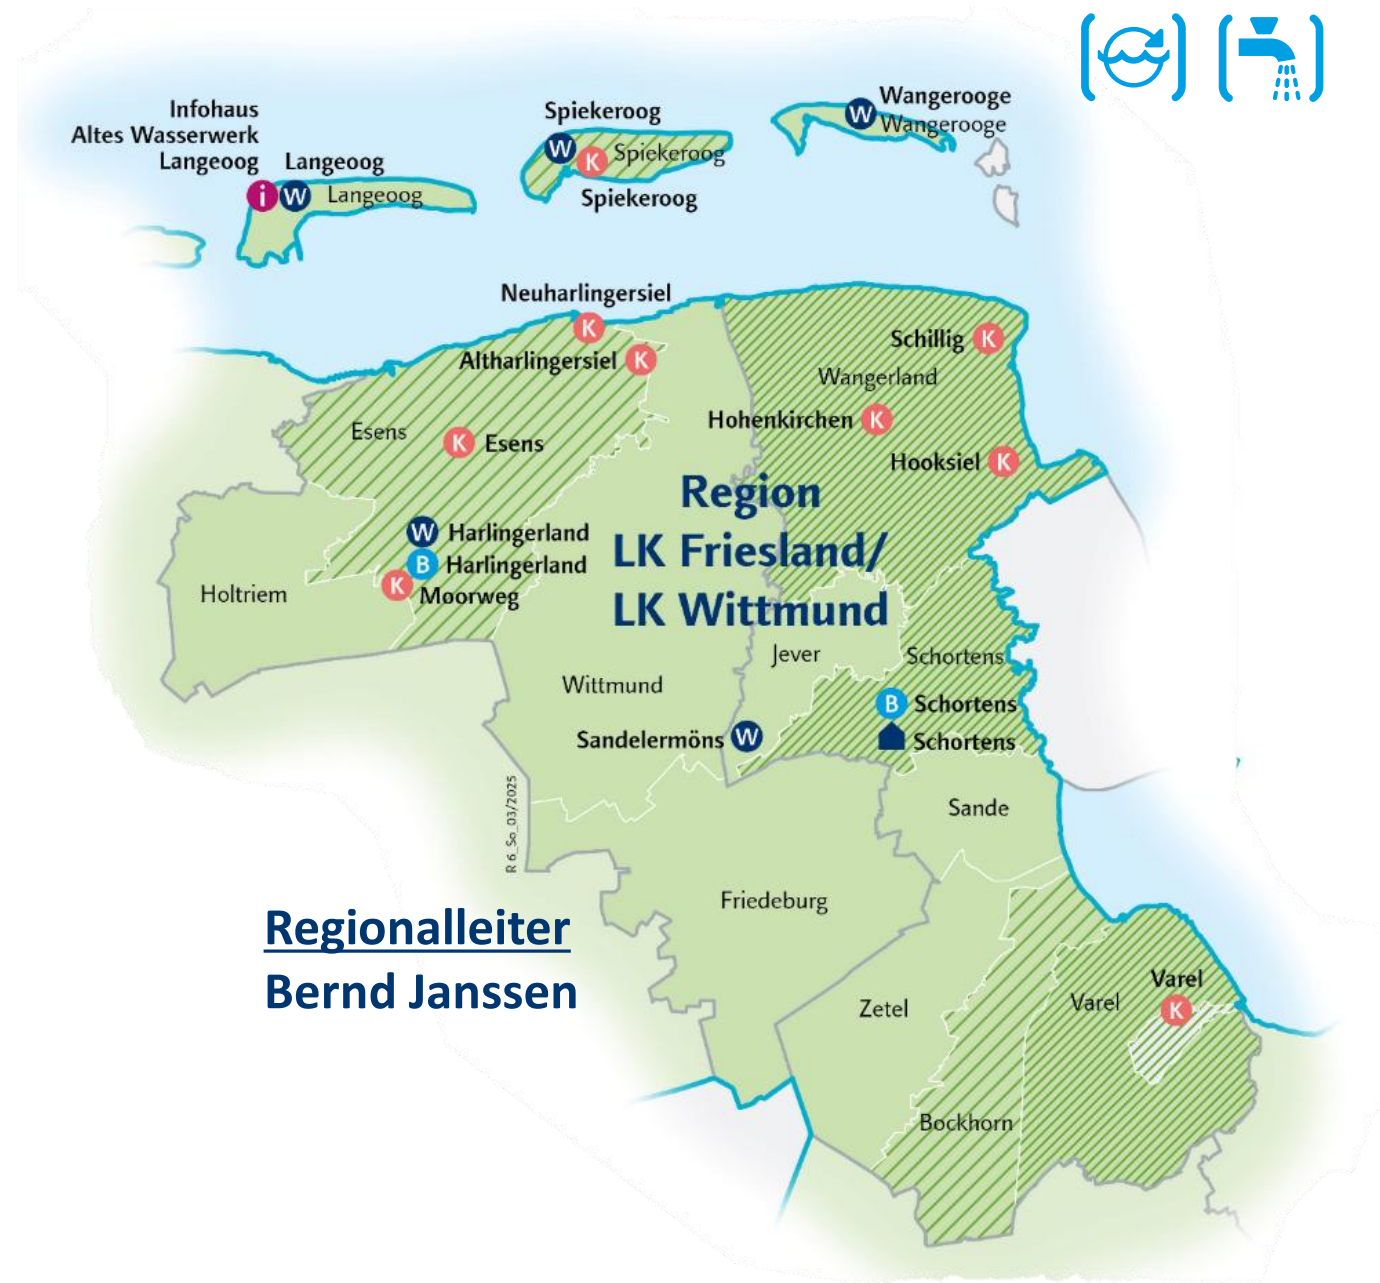 Infohaus
Altes Wasserwerk
Langeoog
Langeoog
i W Langeoog
Spiekeroog
W K Spiekeroog
Spiekeroog
Wangerooge
W Wangerooge
Neuharlingersiel
K
Altharlingersiel K
Schillig K
Wangerland
Hohenkirchen K
Esens
K Esens
Hooksiel K
Region
LK Friesland/
LK Wittmund
W Harlingerland
B Harlingerland
K Moorweg
Holtriem
Jever
Schortens
Wittmund
B Schortens
Sandelermöns W
Schortens
R 6_So_03/2025
Sande
Friedeburg
Regionalleiter
Bernd Janssen
Varel
K
Varel
Zetel
Bockhorn